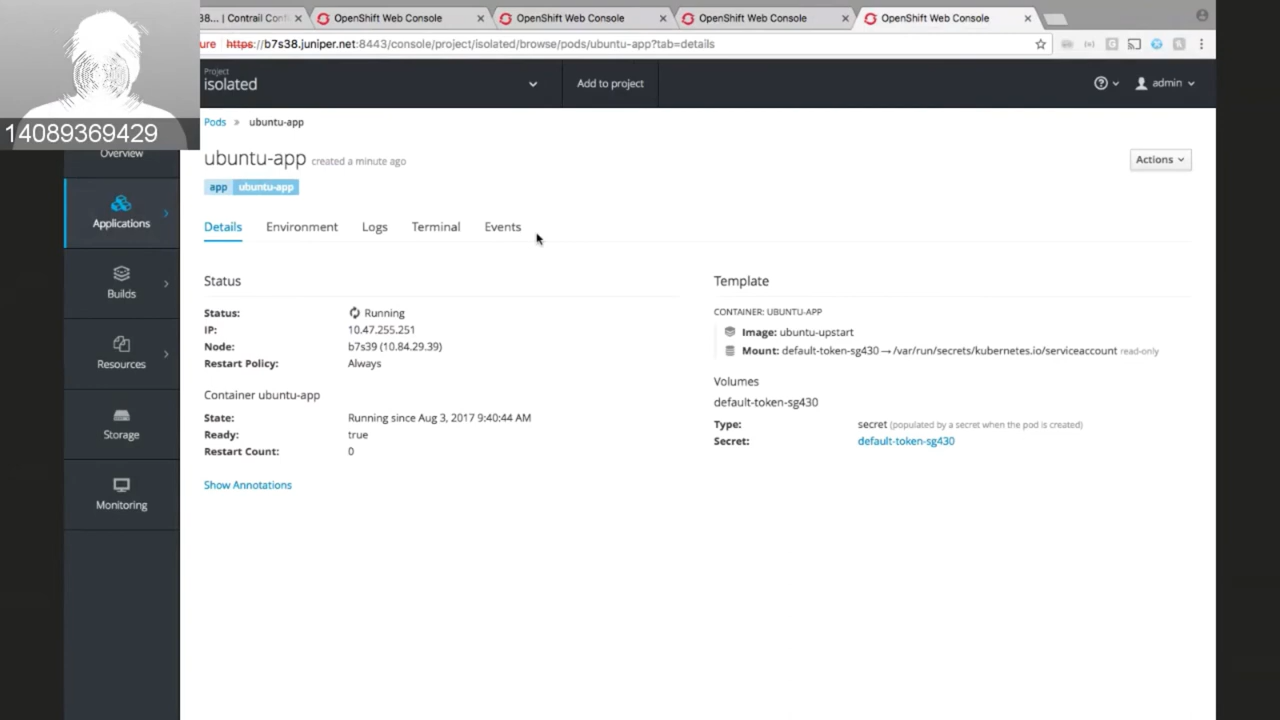 38... | Contrail Conf
OpenShift Web Console
OpenShift Web Console
OpenShift Web Console
OpenShift Web Console
ure https://b7s38.juniper.net:8443/console/project/isolated/browse/pods/ubuntu-app?tab=details
14089369429
Project
isolated
Add to project
admin
Overview
Applications
Builds
Resources
Storage
Monitoring
Pods » ubuntu-app
ubuntu-app created a minute ago
Actions
app ubuntu-app
Details Environment Logs Terminal Events
Status
Status: Running
IP: 10.47.255.251
Node: b7s39 (10.84.29.39)
Restart Policy: Always
Container ubuntu-app
State: Running since Aug 3, 2017 9:40:44 AM
Ready: true
Restart Count: 0
Show Annotations
Template
CONTAINER: UBUNTU-APP
Image: ubuntu-upstart
Mount: default-token-sg430 → /var/run/secrets/kubernetes.io/serviceaccount read-only
Volumes
default-token-sg430
Type: secret (populated by a secret when the pod is created)
Secret: default-token-sg430